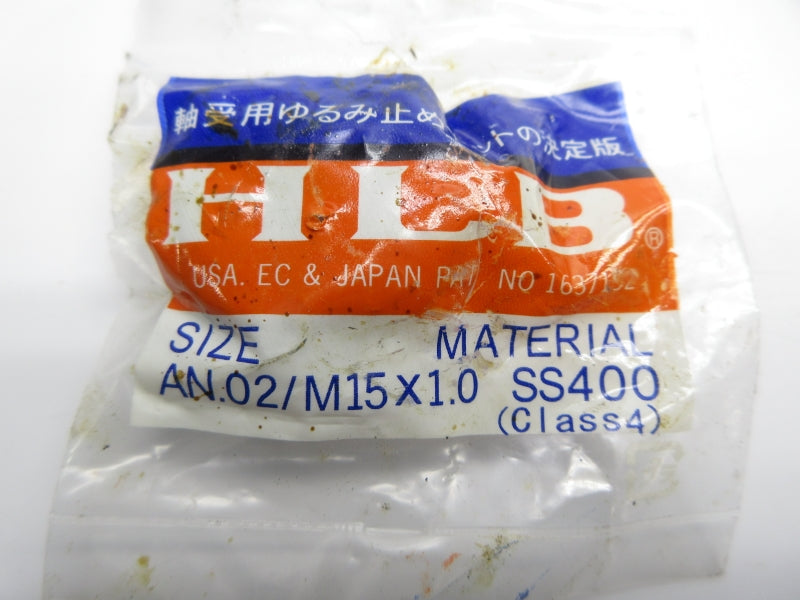 軸受用ゆるみ止め ットの決定版
HLB®
USA. EC & JAPAN PAT NO
SIZE MATERIAL
AN.02/M15×1.0 SS400
(Class4)